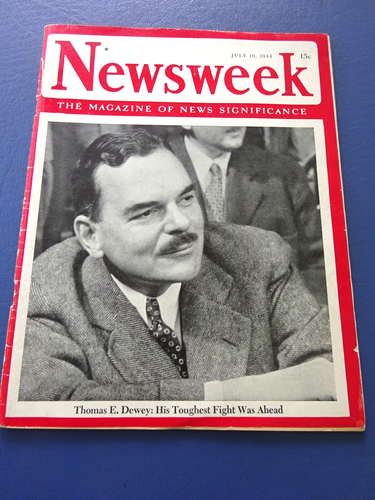 JULY 10, 1944 15c
Newsweek
THE MAGAZINE OF NEWS SIGNIFICANCE
Thomas E. Dewey: His Toughest Fight Was Ahead